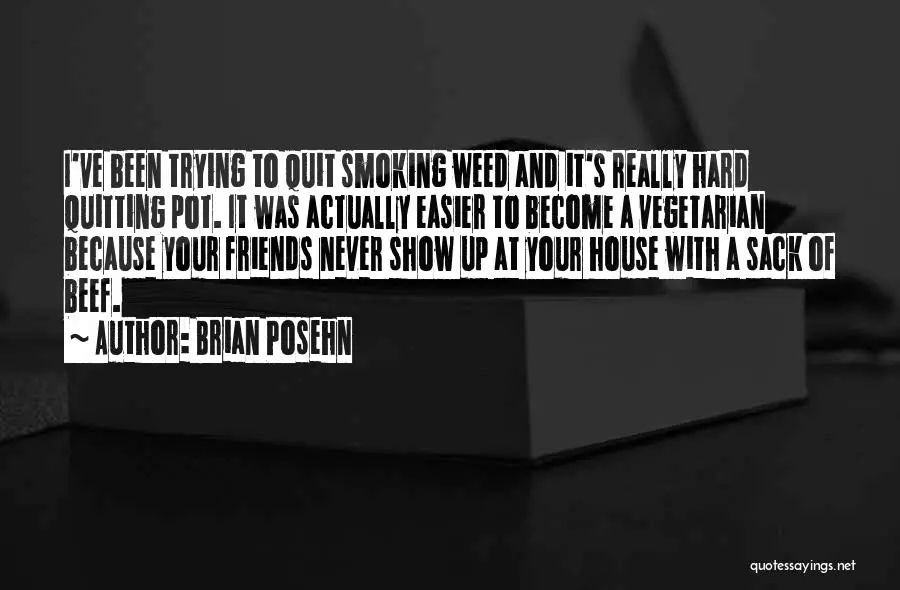 I'VE BEEN TRYING TO QUIT SMOKING WEED AND IT'S REALLY HARD
QUITTING POT. IT WAS ACTUALLY EASIER TO BECOME A VEGETARIAN
BECAUSE YOUR FRIENDS NEVER SHOW UP AT YOUR HOUSE WITH A SACK OF
BEEF.
~ AUTHOR: BRIAN POSEHN
quotessayings.net